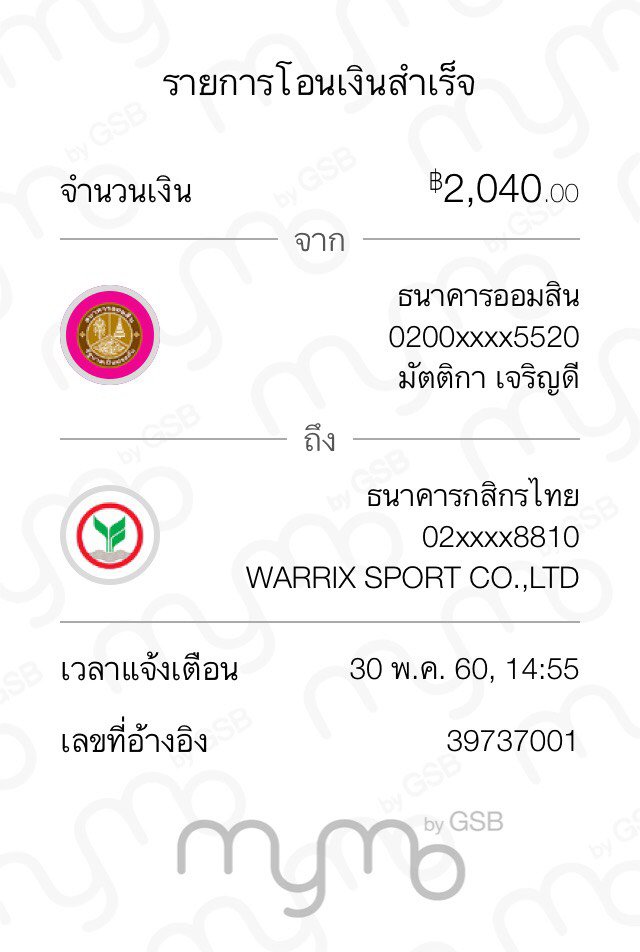 รายการโอนเงินสำเร็จ
จำนวนเงิน ฿2,040.00
จาก
ธนาคารออมสิน
0200xxxx5520
มัตติกา เจริญดี
ถึง
ธนาคารกสิกรไทย
02xxxx8810
WARRIX SPORT CO.,LTD
เวลาแจ้งเตือน 30 พ.ค. 60, 14:55
เลขที่อ้างอิง 39737001
mymo by GSB